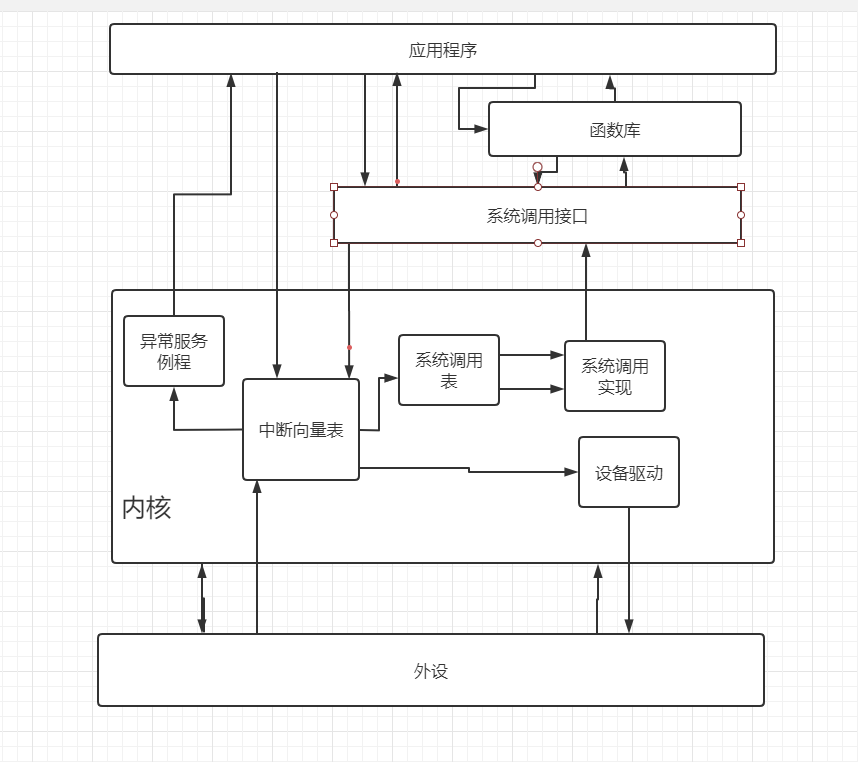 应用程序
函数库
系统调用接口
异常服务
例程
系统调用
表
系统调用
实现
中断向量表
设备驱动
内核
外设